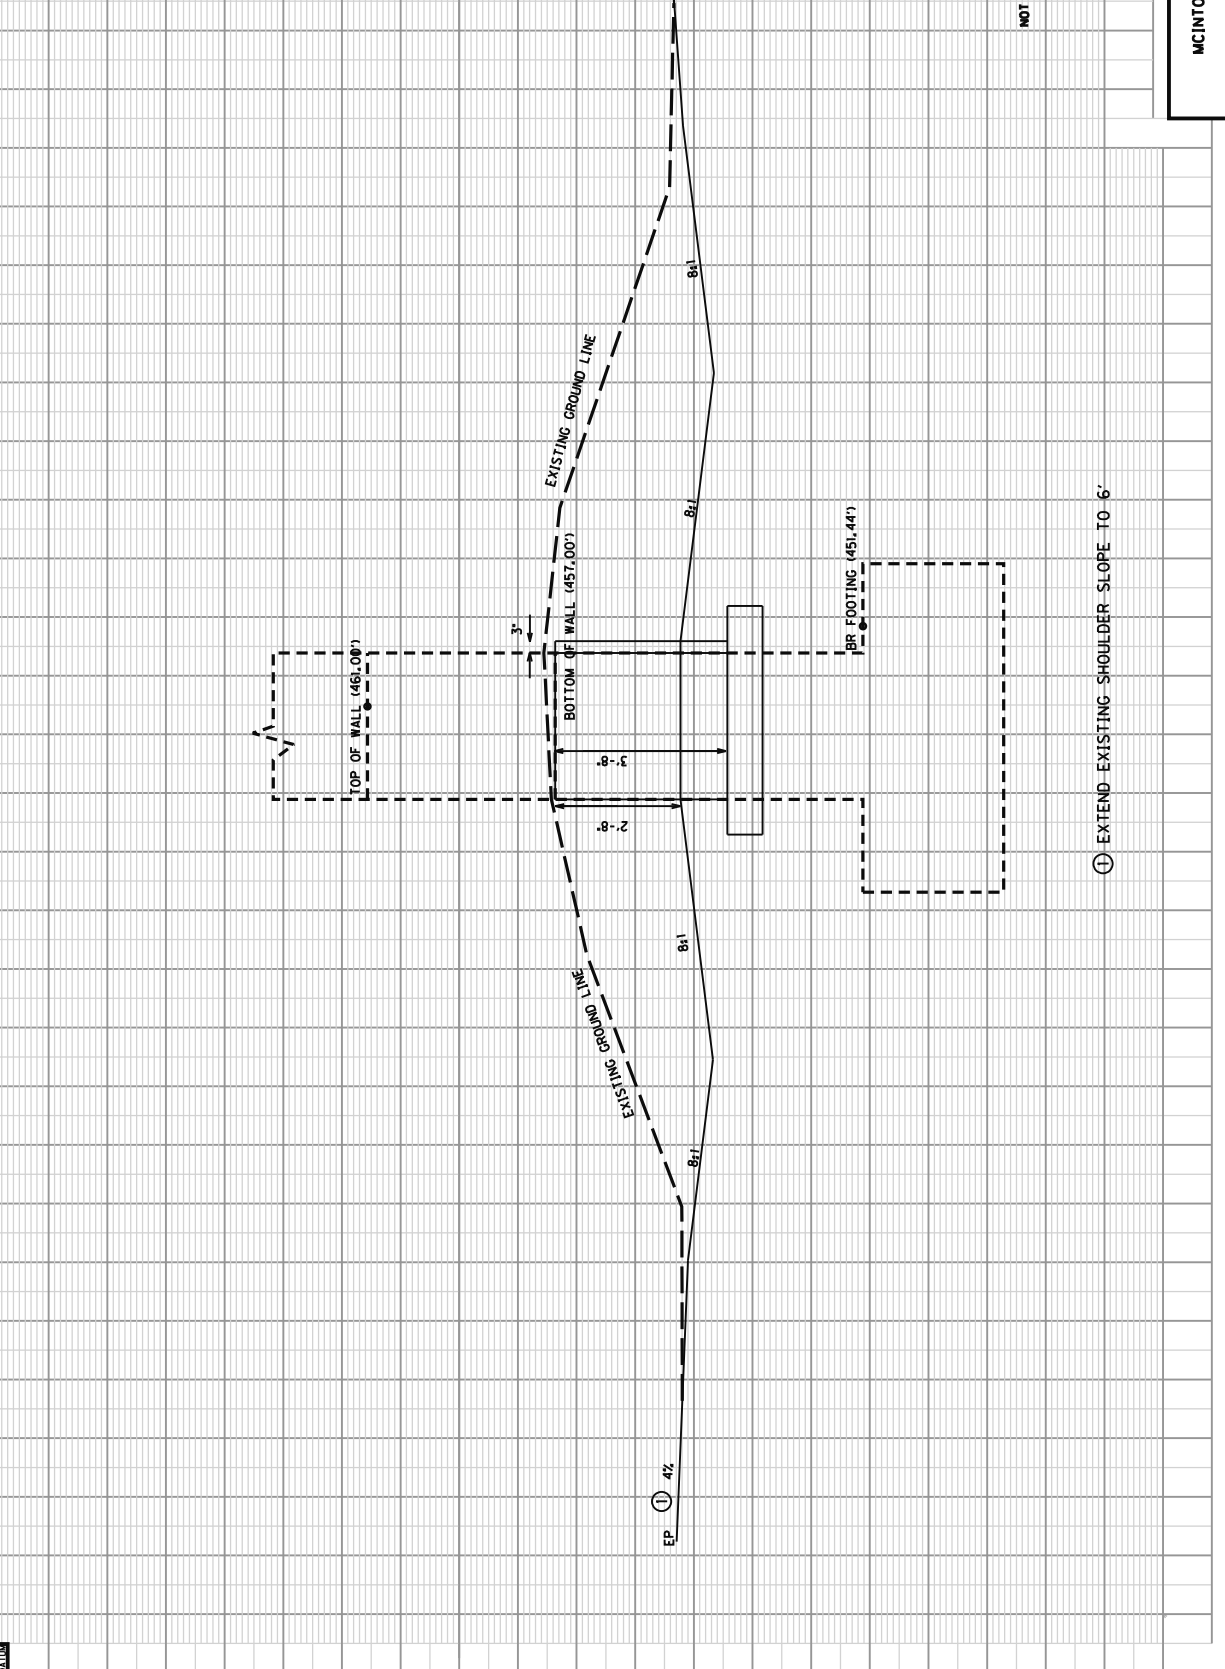 NOT
MCINTO
8:1
EXISTING GROUND LINE
8:1
BOTTOM OF WALL (457.00')
BR FOOTING (451.44')
3"
TOP OF WALL (461.00')
3'-8"
2'-8"
① EXTEND EXISTING SHOULDER SLOPE TO 6'
8:1
EXISTING GROUND LINE
8:1
① 4%
EP